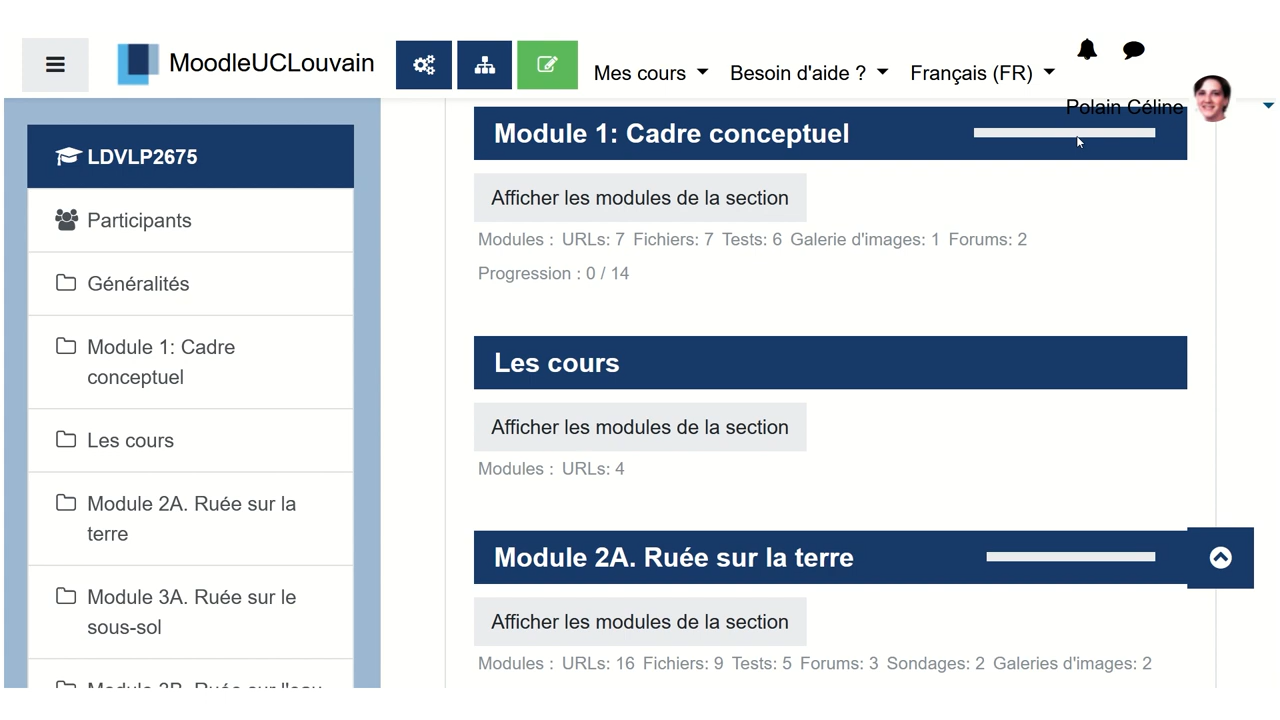 MoodleUCLouvain
Mes cours
Besoin d'aide ?
Français (FR)
Polain Céline
LDVLP2675
Participants
Généralités
Module 1: Cadre
conceptuel
Les cours
Module 2A. Ruée sur la
terre
Module 3A. Ruée sur le
sous-sol
Module 1: Cadre conceptuel
Afficher les modules de la section
Modules : URLs: 7 Fichiers: 7 Tests: 6 Galerie d'images: 1 Forums: 2
Progression : 0 / 14
Les cours
Afficher les modules de la section
Modules : URLs: 4
Module 2A. Ruée sur la terre
Afficher les modules de la section
Modules : URLs: 16 Fichiers: 9 Tests: 5 Forums: 3 Sondages: 2 Galeries d'images: 2